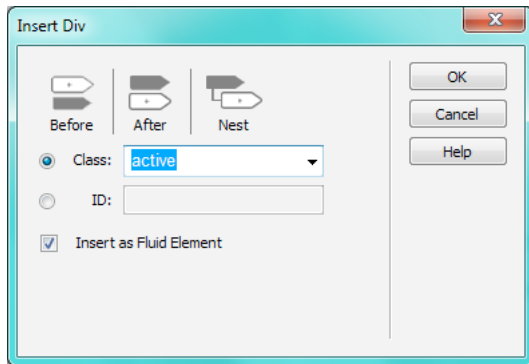 Insert Div
Before After Nest
OK
Cancel
Help
Class: active
ID:
Insert as Fluid Element